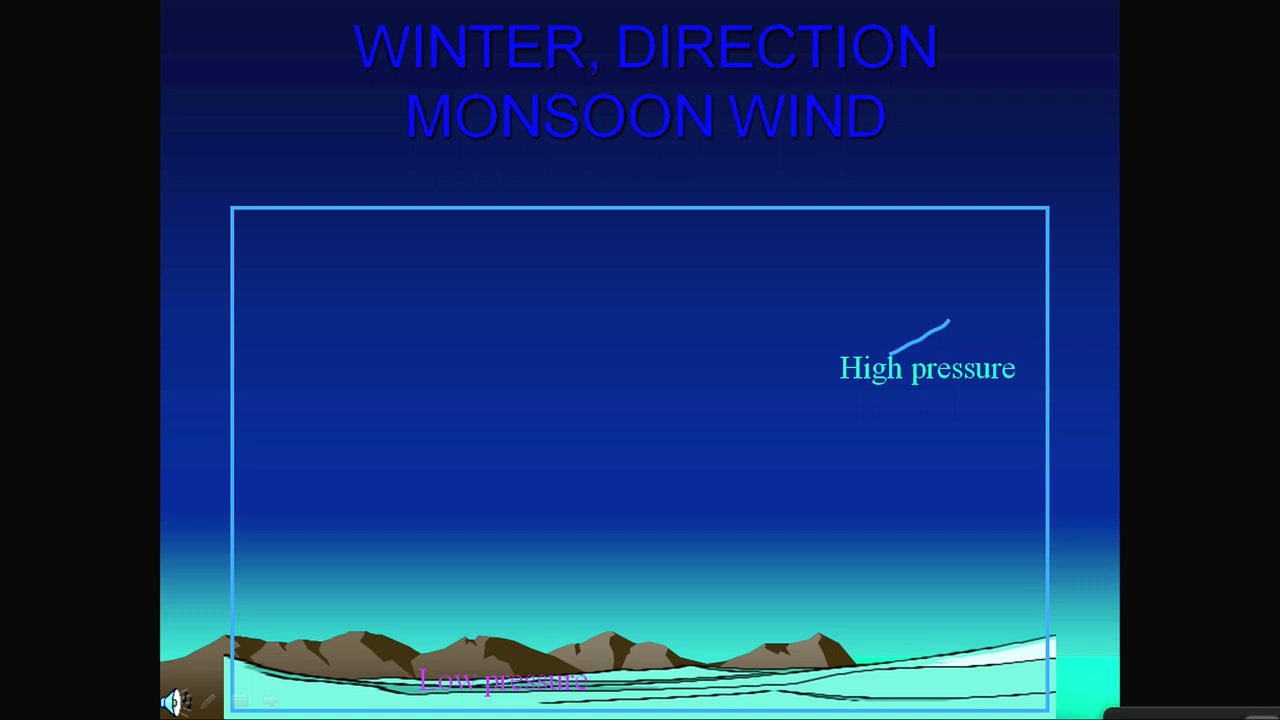 WINTER, DIRECTION
MONSOON WIND
High pressure
Low pressure